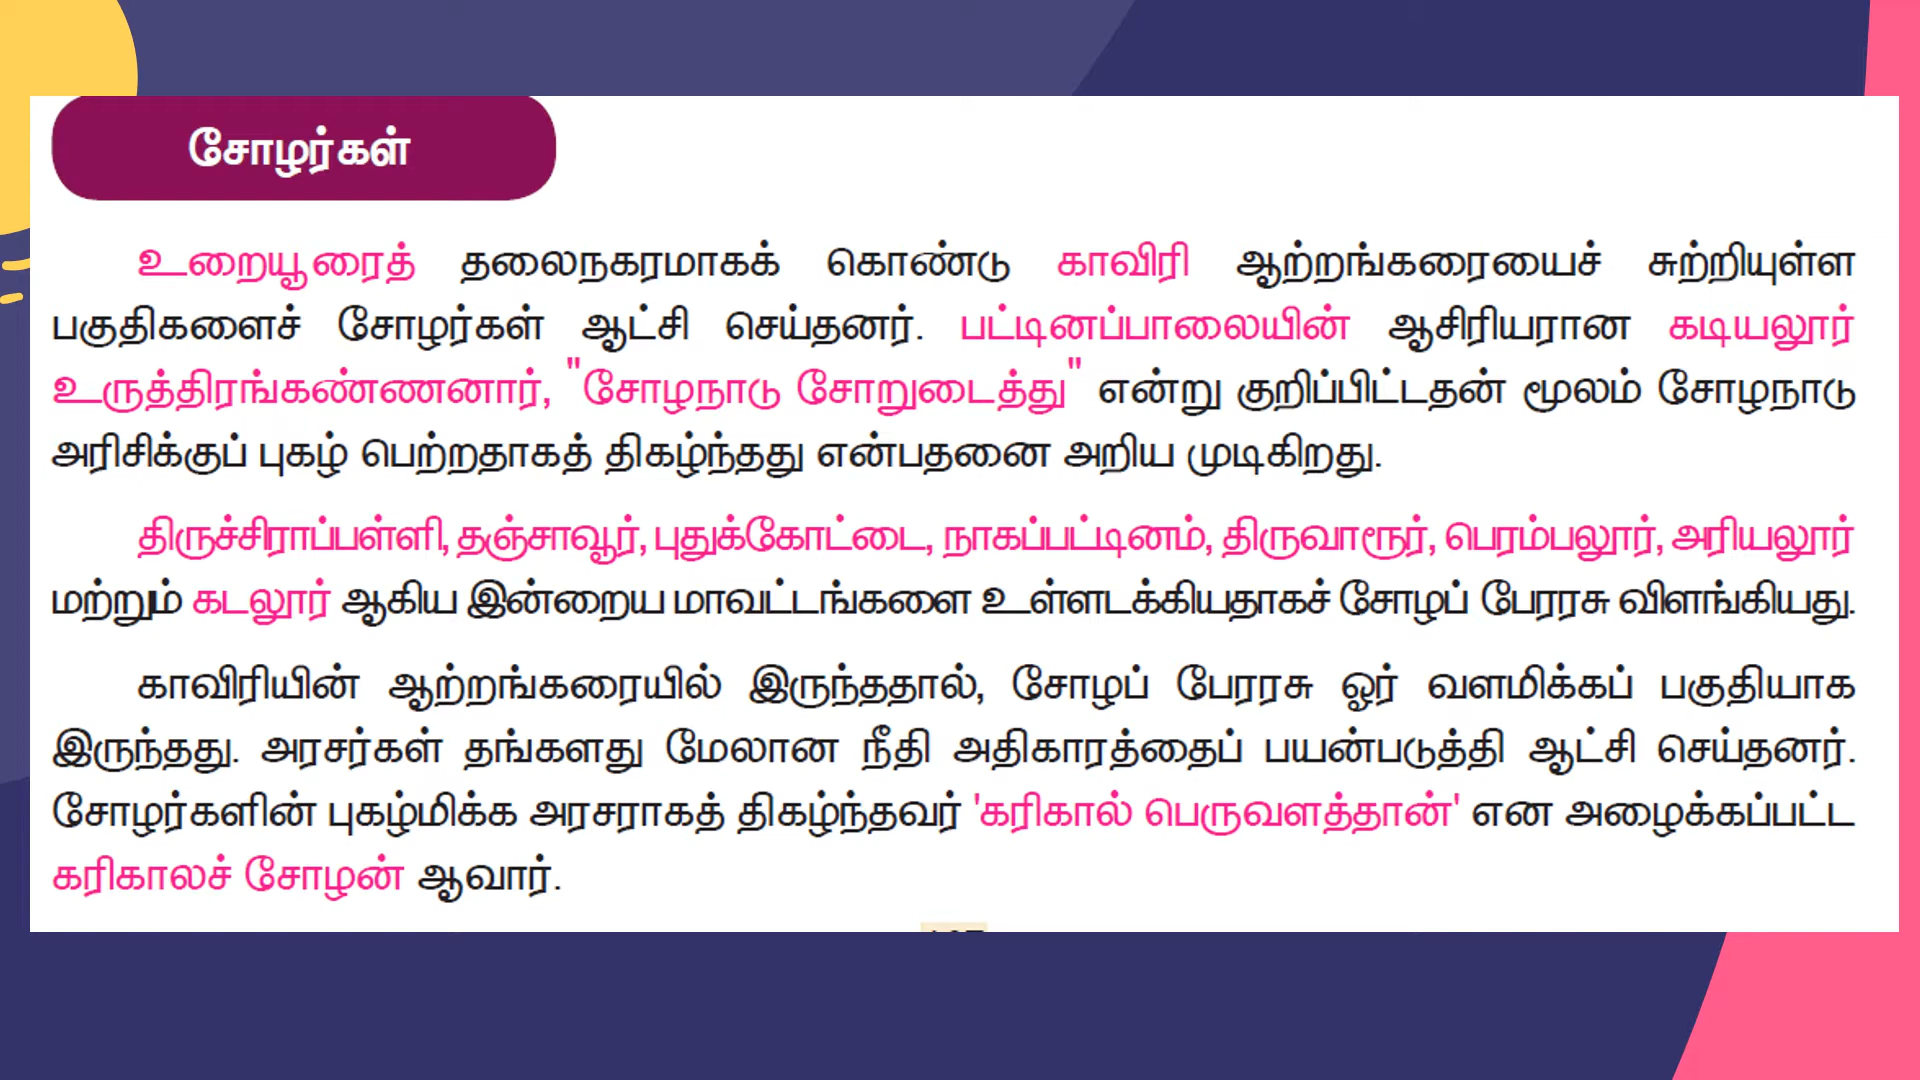 சோழர்கள்
உறையூரைத் தலைநகரமாகக் கொண்டு காவிரி ஆற்றங்கரையைச் சுற்றியுள்ள
பகுதிகளைச் சோழர்கள் ஆட்சி செய்தனர். பட்டினப்பாலையின் ஆசிரியரான கடியலூர்
உருத்திரங்கண்ணனார், "சோழநாடு சோறுடைத்து" என்று குறிப்பிட்டதன் மூலம் சோழநாடு
அரிசிக்குப் புகழ் பெற்றதாகத் திகழ்ந்தது என்பதனை அறிய முடிகிறது.
திருச்சிராப்பள்ளி, தஞ்சாவூர், புதுக்கோட்டை, நாகப்பட்டினம், திருவாரூர், பெரம்பலூர், அரியலூர்
மற்றும் கடலூர் ஆகிய இன்றைய மாவட்டங்களை உள்ளடக்கியதாகச் சோழப் பேரரசு விளங்கியது.
காவிரியின் ஆற்றங்கரையில் இருந்ததால், சோழப் பேரரசு ஓர் வளமிக்கப் பகுதியாக
இருந்தது. அரசர்கள் தங்களது மேலான நீதி அதிகாரத்தைப் பயன்படுத்தி ஆட்சி செய்தனர்.
சோழர்களின் புகழ்மிக்க அரசராகத் திகழ்ந்தவர் 'கரிகால் பெருவளத்தான்' என அழைக்கப்பட்ட
கரிகாலச் சோழன் ஆவார்.